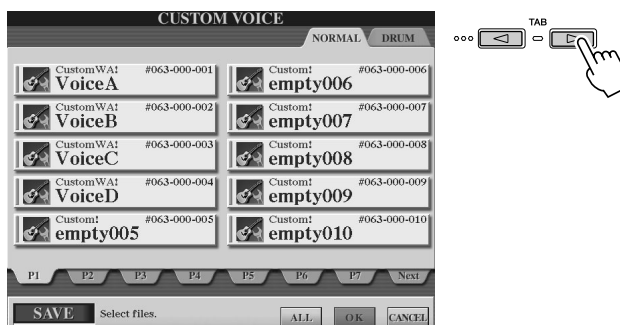 CUSTOM VOICE
NORMAL DRUM
CustomWA! #063-000-001
VoiceA
CustomWA! #063-000-002
VoiceB
CustomWA! #063-000-003
VoiceC
CustomWA! #063-000-004
VoiceD
Custom! #063-000-005
empty005
Custom! #063-000-006
empty006
Custom! #063-000-007
empty007
Custom! #063-000-008
empty008
Custom! #063-000-009
empty009
Custom! #063-000-010
empty010
P1 P2 P3 P4 P5 P6 P7 Next
SAVE Select files. ALL OK CANCEL
TAB